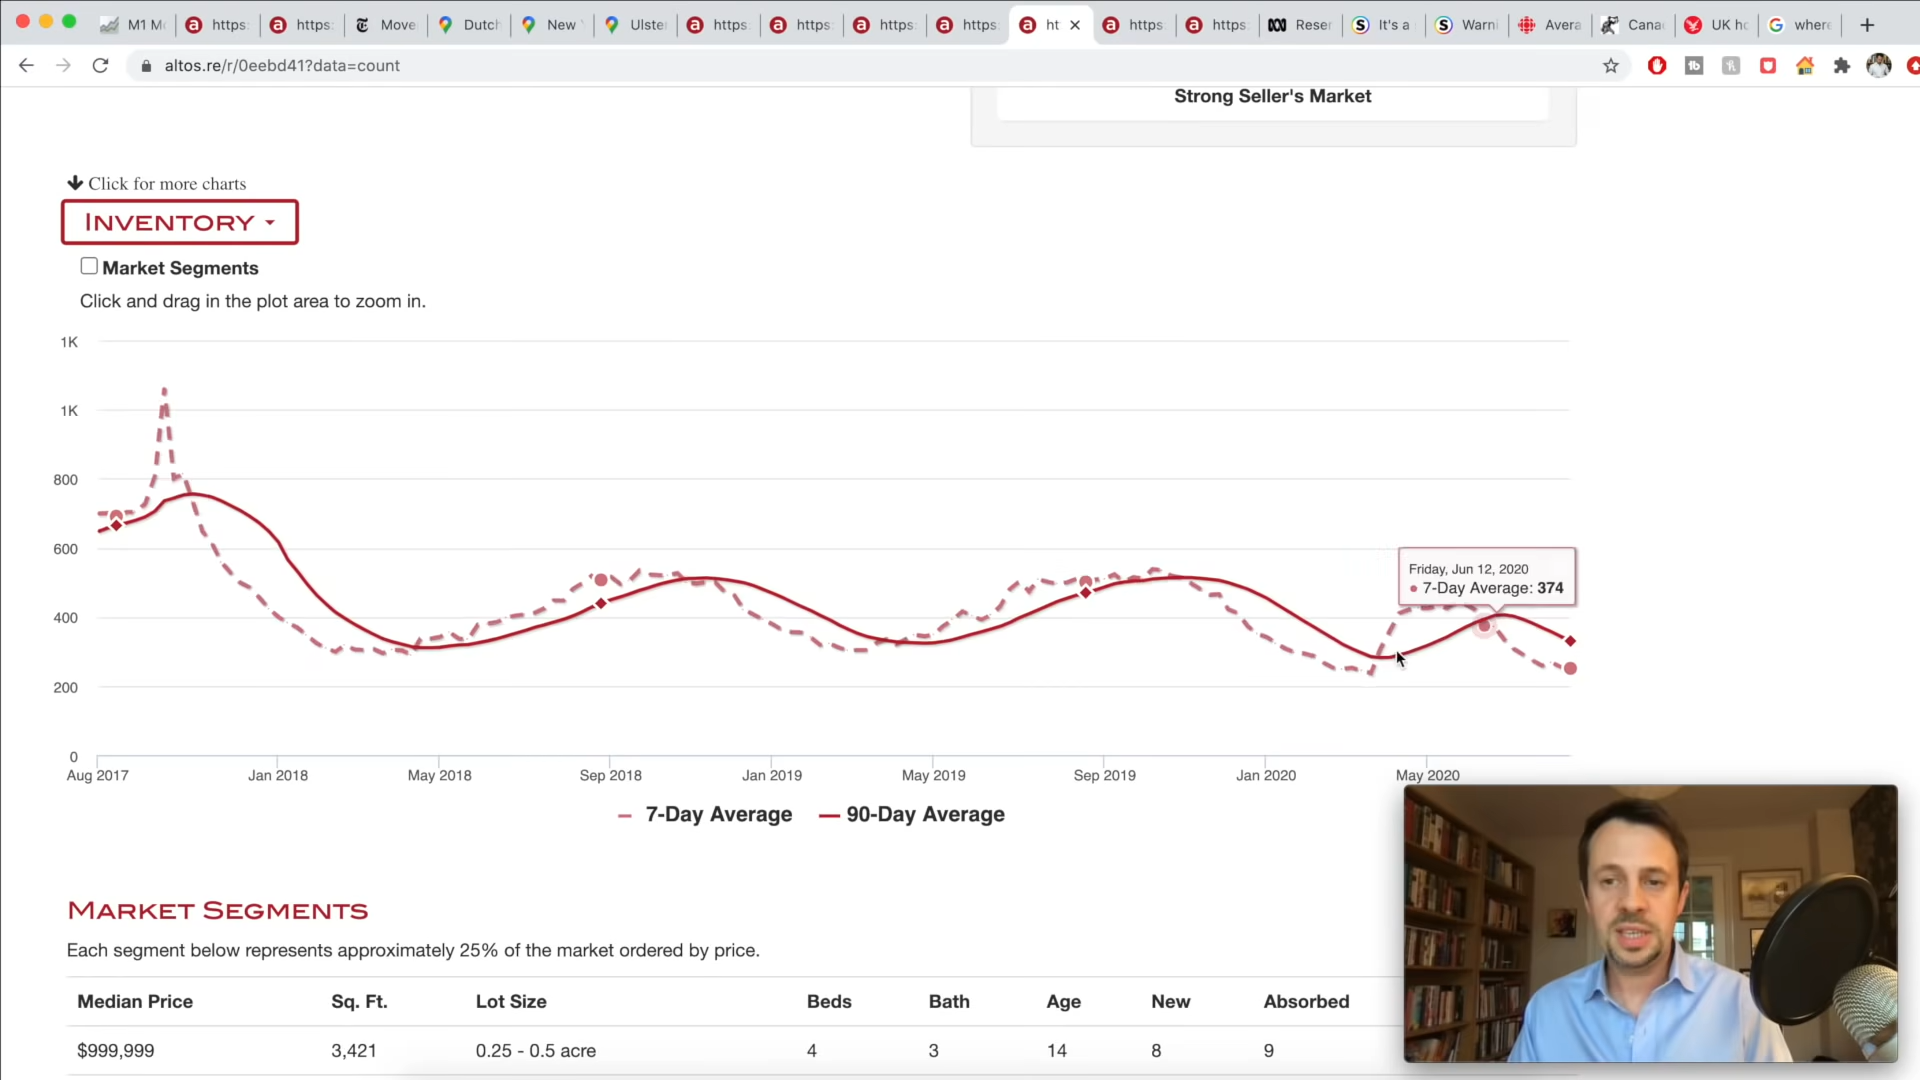 M1 M
https:
https:
Move
Dutch
New
Ulste
https:
https:
https:
https:
ht
https:
https:
Reser
It's a
Warni
Avera
Cana
UK ho
where
altos.re/r/0eebd41?data=count
Strong Seller's Market
Click for more charts
INVENTORY
Market Segments
Click and drag in the plot area to zoom in.
1K
1K
800
600
400
200
0
Friday, Jun 12, 2020
7-Day Average: 374
Aug 2017 Jan 2018 May 2018 Sep 2018 Jan 2019 May 2019 Sep 2019 Jan 2020 May 2020
7-Day Average 90-Day Average
MARKET SEGMENTS
Each segment below represents approximately 25% of the market ordered by price.
Median Price Sq. Ft. Lot Size Beds Bath Age New Absorbed
$999,999 3,421 0.25 - 0.5 acre 4 3 14 8 9